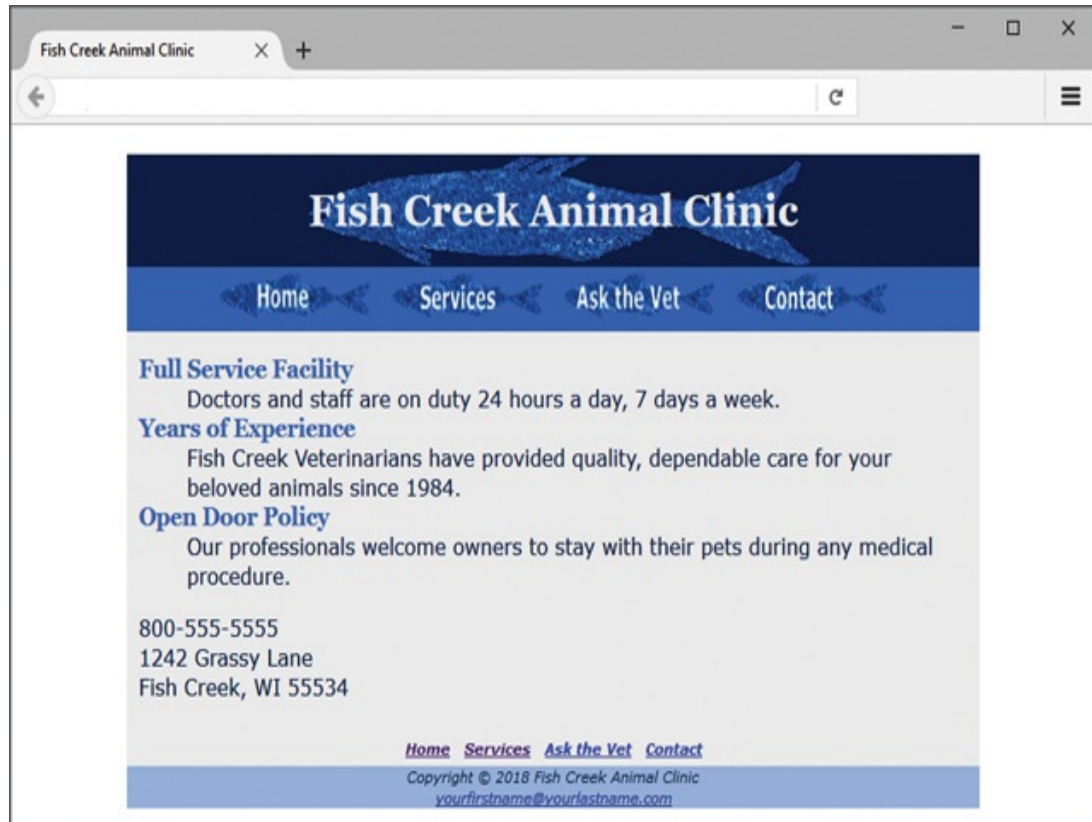 Fish Creek Animal Clinic
Fish Creek Animal Clinic
Home Services Ask the Vet Contact
Full Service Facility
Doctors and staff are on duty 24 hours a day, 7 days a week.
Years of Experience
Fish Creek Veterinarians have provided quality, dependable care for your
beloved animals since 1984.
Open Door Policy
Our professionals welcome owners to stay with their pets during any medical
procedure.
800-555-5555
1242 Grassy Lane
Fish Creek, WI 55534
Home Services Ask the Vet Contact
Copyright © 2018 Fish Creek Animal Clinic
yourfirstname@yourlastname.com